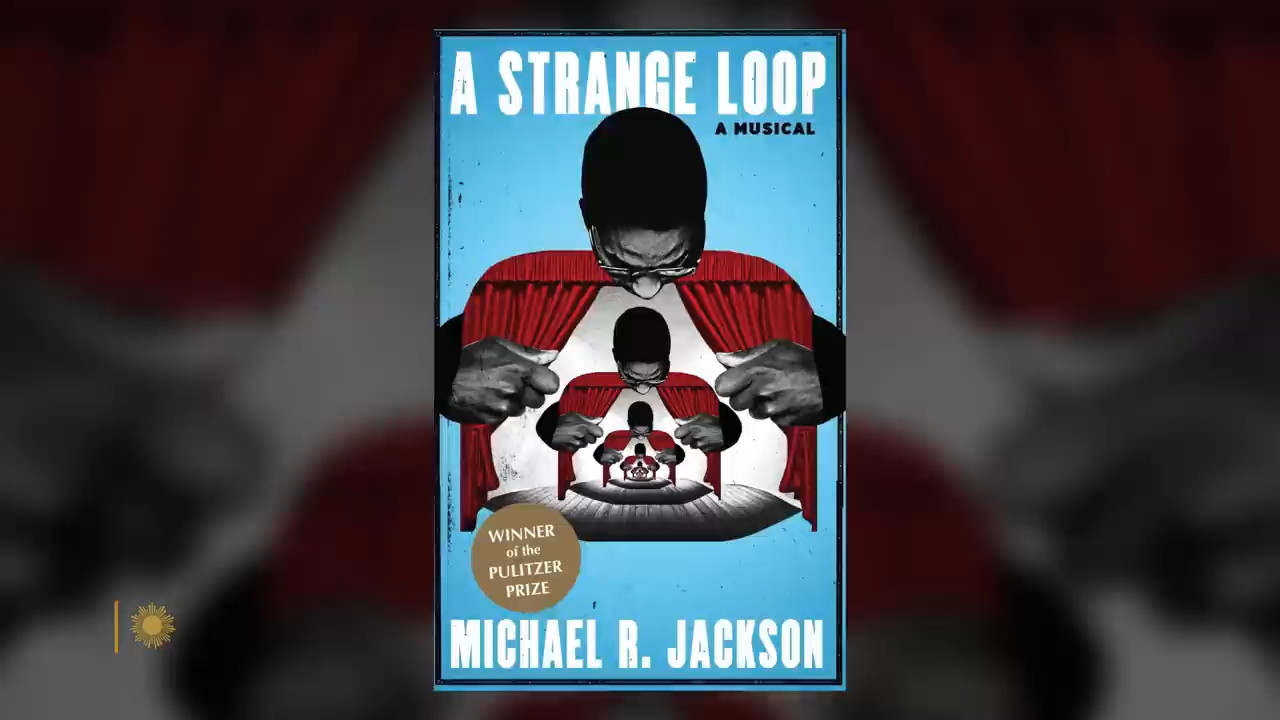 A STRANGE LOOP
A MUSICAL
WINNER
of the
PULITZER
PRIZE
MICHAEL R. JACKSON